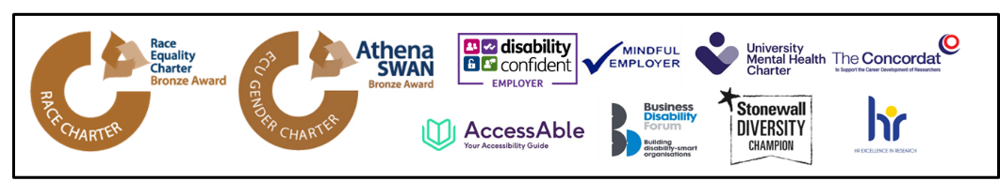 Race
Equality
Charter
Bronze Award
RACE CHARTER
Athena
SWAN
Bronze Award
ECU GENDER CHARTER
disability
confident
EMPLOYER
MINDFUL
EMPLOYER
University
Mental Health
Charter
The Concordat
to Support the Career Development of Researchers
AccessAble
Your Accessibility Guide
Business
Disability
Forum
Building
disability-smart
organisations
Stonewall
DIVERSITY
CHAMPION
hr
HR EXCELLENCE IN RESEARCH